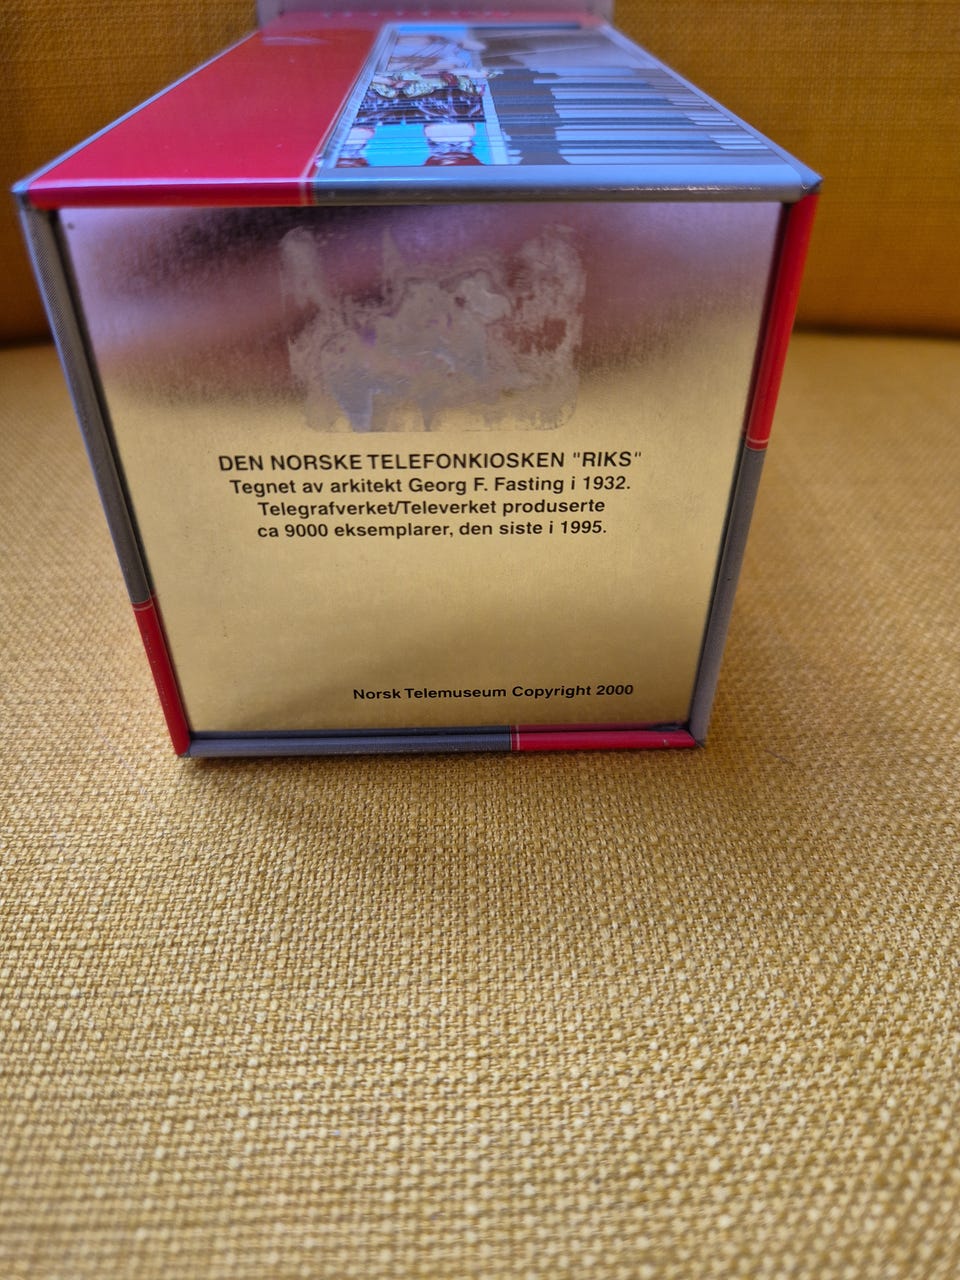 DEN NORSKE TELEFONKIOSKEN "RIKS"
Tegnet av arkitekt Georg F. Fasting i 1932.
Telegrafverket/Televerket produserte
ca 9000 eksemplarer, den siste i 1995.
Norsk Telemuseum Copyright 2000